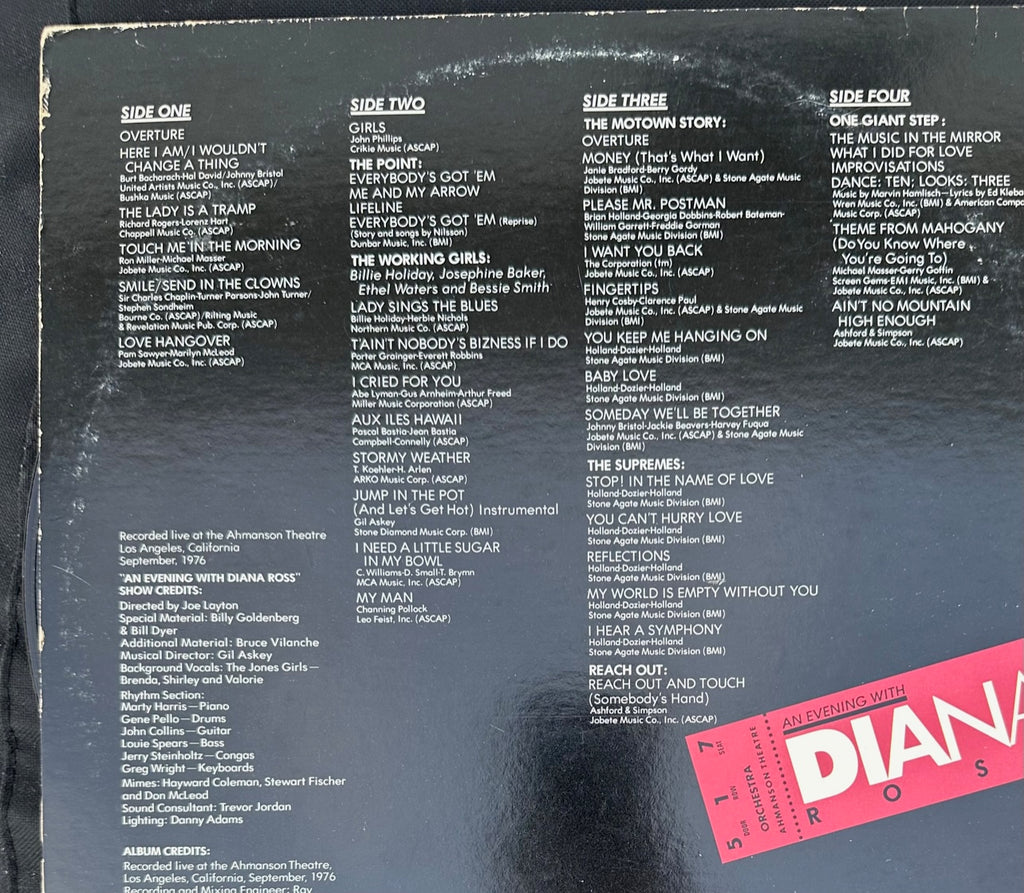 SIDE ONE
OVERTURE
HERE I AM/I WOULDN'T
CHANGE A THING
Burt Bacharach-Hal David/Johnny Bristol
United Artists Music Co., Inc. (ASCAP)/
Bushka Music (ASCAP)
THE LADY IS A TRAMP
Richard Rogers-Lorenz Hart
Chappell Music Co. (ASCAP)
TOUCH ME IN THE MORNING
Ron Miller-Michael Masser
Jobete Music Co., Inc. (ASCAP)
SMILE/SEND IN THE CLOWNS
Sir Charles Chaplin-Turner Parsons-John Turner/
Stephen Sondheim
Bourne Co. (ASCAP)/Rilting Music
& Revelation Music Pub. Corp. (ASCAP)
LOVE HANGOVER
Pam Sawyer-Marilyn McLeod
Jobete Music Co., Inc. (ASCAP)
Recorded live at the Ahmanson Theatre
Los Angeles, California
September, 1976
"AN EVENING WITH DIANA ROSS"
SHOW CREDITS:
Directed by Joe Layton
Special Material: Billy Goldenberg
& Bill Dyer
Additional Material: Bruce Vilanche
Musical Director: Gil Askey
Background Vocals: The Jones Girls—
Brenda, Shirley and Valorie
Rhythm Section:
Marty Harris—Piano
Gene Pello—Drums
John Collins—Guitar
Louie Spears—Bass
Jerry Steinholtz—Congas
Greg Wright—Keyboards
Mimes: Hayward Coleman, Stewart Fischer
and Don McLeod
Sound Consultant: Trevor Jordan
Lighting: Danny Adams
ALBUM CREDITS:
Recorded live at the Ahmanson Theatre,
Los Angeles, California, September, 1976
Recording and Mixing Engineer: Ray
SIDE TWO
GIRLS
John Phillips
Crikie Music (ASCAP)
THE POINT:
EVERYBODY'S GOT 'EM
ME AND MY ARROW
LIFELINE
EVERYBODY'S GOT 'EM (Reprise)
(Story and songs by Nilsson)
Dunbar Music, Inc. (BMI)
THE WORKING GIRLS:
Billie Holiday, Josephine Baker,
Ethel Waters and Bessie Smith
LADY SINGS THE BLUES
Billie Holiday-Herbie Nichols
Northern Music Co. (ASCAP)
T'AIN'T NOBODY'S BIZNESS IF I DO
Porter Grainger-Everett Robbins
MCA Music, Inc. (ASCAP)
I CRIED FOR YOU
Abe Lyman-Gus Arnheim-Arthur Freed
Miller Music Corporation (ASCAP)
AUX ILES HAWAII
Pascal Bastia-Jean Bastia
Campbell-Connelly (ASCAP)
STORMY WEATHER
T. Koehler-H. Arlen
ARKO Music Corp. (ASCAP)
JUMP IN THE POT
(And Let's Get Hot) Instrumental
Gil Askey
Stone Diamond Music Corp. (BMI)
I NEED A LITTLE SUGAR
IN MY BOWL
C. Williams-D. Small-T. Brymn
MCA Music, Inc. (ASCAP)
MY MAN
Channing Pollock
Leo Feist, Inc. (ASCAP)
SIDE THREE
THE MOTOWN STORY:
OVERTURE
MONEY (That's What I Want)
Janie Bradford-Berry Gordy
Jobete Music Co., Inc. (ASCAP) & Stone Agate Music
Division (BMI)
PLEASE MR. POSTMAN
Brian Holland-Georgia Dobbins-Robert Bateman-
William Garrett-Freddie Gorman
Stone Agate Music Division (BMI)
I WANT YOU BACK
The Corporation (tm)
Jobete Music Co., Inc. (ASCAP)
FINGERTIPS
Henry Cosby-Clarence Paul
Jobete Music Co., Inc. (ASCAP) & Stone Agate Music
Division (BMI)
YOU KEEP ME HANGING ON
Holland-Dozier-Holland
Stone Agate Music Division (BMI)
BABY LOVE
Holland-Dozier-Holland
Stone Agate Music Division (BMI)
SOMEDAY WE'LL BE TOGETHER
Johnny Bristol-Jackie Beavers-Harvey Fuqua
Jobete Music Co., Inc. (ASCAP) & Stone Agate Music
Division (BMI)
THE SUPREMES:
STOP! IN THE NAME OF LOVE
Holland-Dozier-Holland
Stone Agate Music Division (BMI)
YOU CAN'T HURRY LOVE
Holland-Dozier-Holland
Stone Agate Music Division (BMI)
REFLECTIONS
Holland-Dozier-Holland
Stone Agate Music Division (BMI)
MY WORLD IS EMPTY WITHOUT YOU
Holland-Dozier-Holland
Stone Agate Music Division (BMI)
I HEAR A SYMPHONY
Holland-Dozier-Holland
Stone Agate Music Division (BMI)
REACH OUT:
REACH OUT AND TOUCH
(Somebody's Hand)
Ashford & Simpson
Jobete Music Co., Inc. (ASCAP)
SIDE FOUR
ONE GIANT STEP:
THE MUSIC IN THE MIRROR
WHAT I DID FOR LOVE
IMPROVISATIONS
DANCE: TEN; LOOKS: THREE
Music by Marvin Hamlisch—Lyrics by Ed Kleba
Wren Music Co., Inc. (BMI) & American Compo
Music Corp. (ASCAP)
THEME FROM MAHOGANY
(Do You Know Where
You're Going To)
Michael Masser-Gerry Goffin
Screen Gems-EMI Music, Inc. (BMI) &
Jobete Music Co., Inc. (ASCAP)
AIN'T NO MOUNTAIN
HIGH ENOUGH
Ashford & Simpson
Jobete Music Co., Inc. (ASCAP)
5 DOOR
1 ROW
7 SEAT
ORCHESTRA
AHMANSON THEATRE
AN EVENING WITH
DIANA
R O S